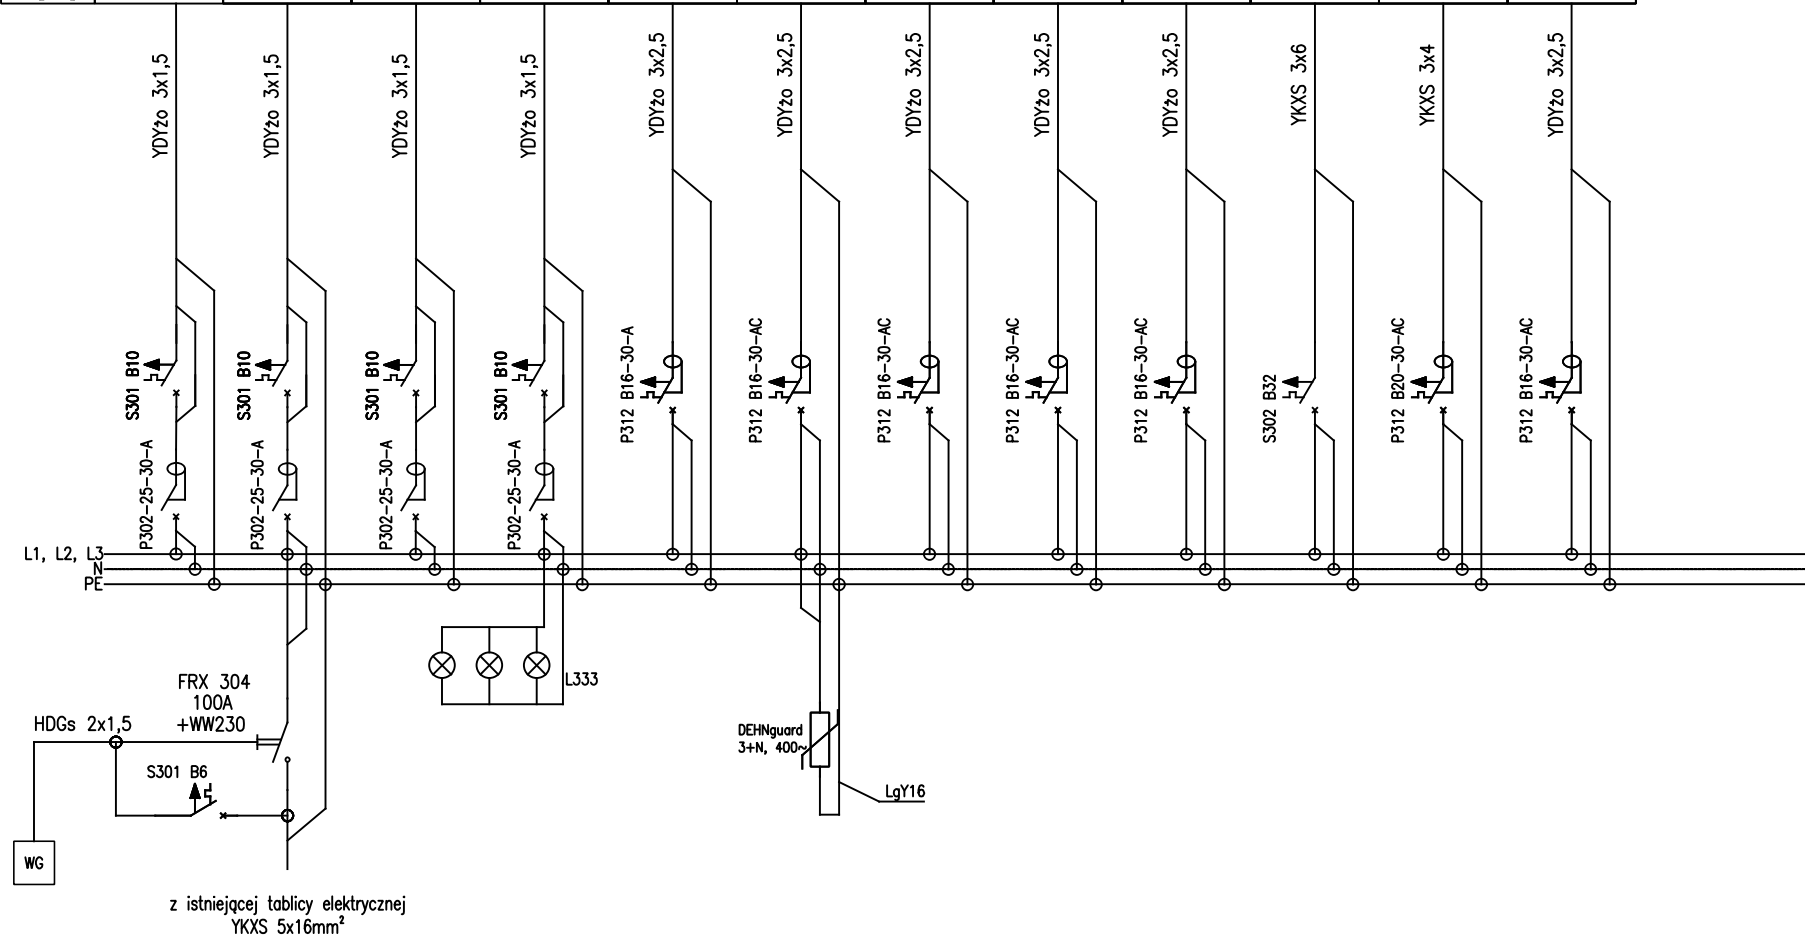 YDYżo 3x1,5
YDYżo 3x1,5
YDYżo 3x1,5
YDYżo 3x1,5
YDYżo 3x2,5
YDYżo 3x2,5
YDYżo 3x2,5
YDYżo 3x2,5
YDYżo 3x2,5
YKXS 3x6
YKXS 3x4
YDYżo 3x2,5
S301 B10
S301 B10
S301 B10
S301 B10
P312 B16-30-A
P312 B16-30-AC
P312 B16-30-AC
P312 B16-30-AC
P312 B16-30-AC
S302 B32
P312 B20-30-AC
P312 B16-30-AC
P302-25-30-A
P302-25-30-A
P302-25-30-A
P302-25-30-A
L1, L2, L3
N
PE
FRX 304
100A
+WW230
HDGs 2x1,5
S301 B6
WG
L333
DEHNguard
3+N, 400~
LgY16
z istniejącej tablicy elektrycznej
YKXS 5x16mm²